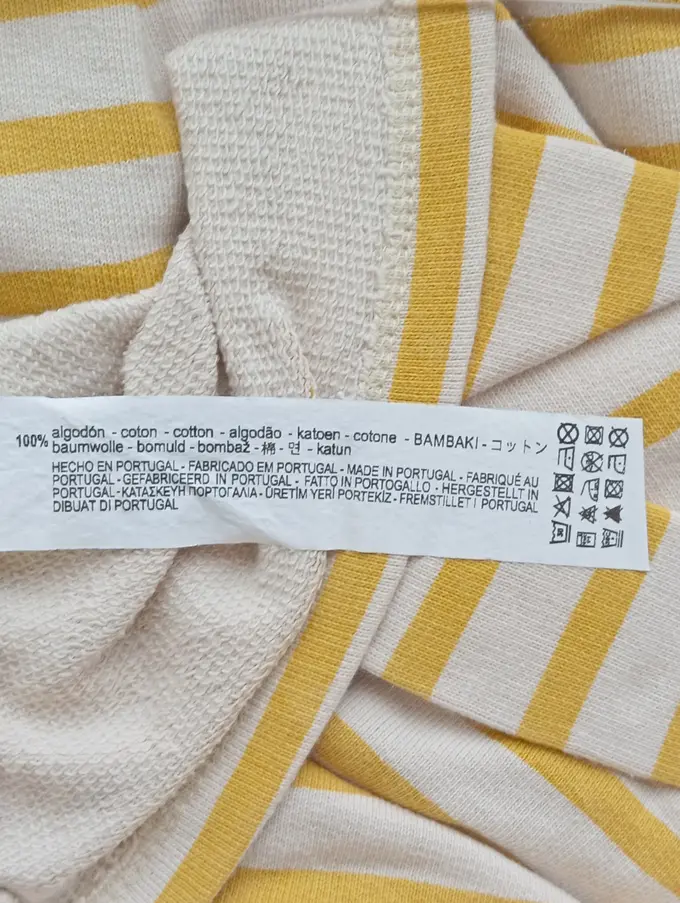 100% algodón - coton - cotton - algodão - katoen - cotone - BAMBAKI - コットン
baumwolle - bomuld - bombaž - 棉 - 면 - katun
HECHO EN PORTUGAL - FABRICADO EM PORTUGAL - MADE IN PORTUGAL - FABRIQUÉ AU
PORTUGAL - GEFABRICEERD IN PORTUGAL - FATTO IN PORTOGALLO - HERGESTELLT IN
PORTUGAL - ΚΑΤΑΣΚΕΥΗ ΠΟΡΤΟΓΑΛΙΑ - ÜRETİM YERİ PORTEKİZ - FREMSTILLET I PORTUGAL
DIBUAT DI PORTUGAL